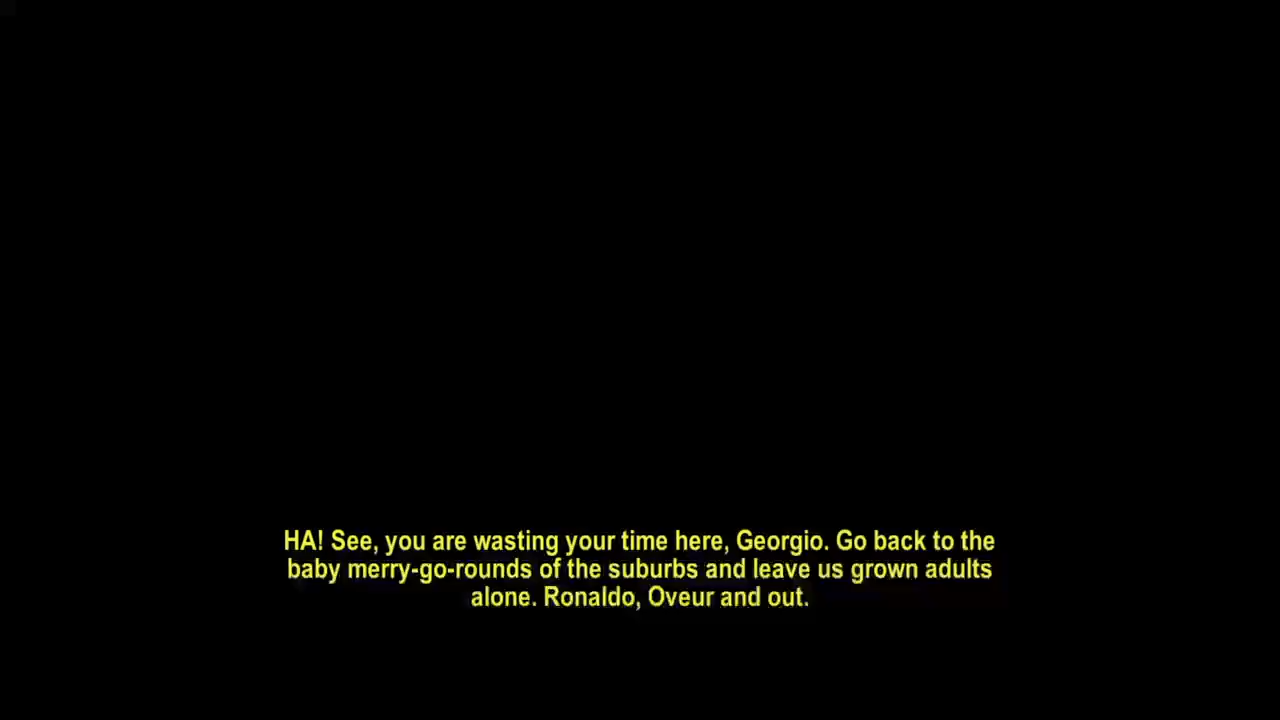 HA! See, you are wasting your time here, Georgio. Go back to the
baby merry-go-rounds of the suburbs and leave us grown adults
alone. Ronaldo, Oveur and out.